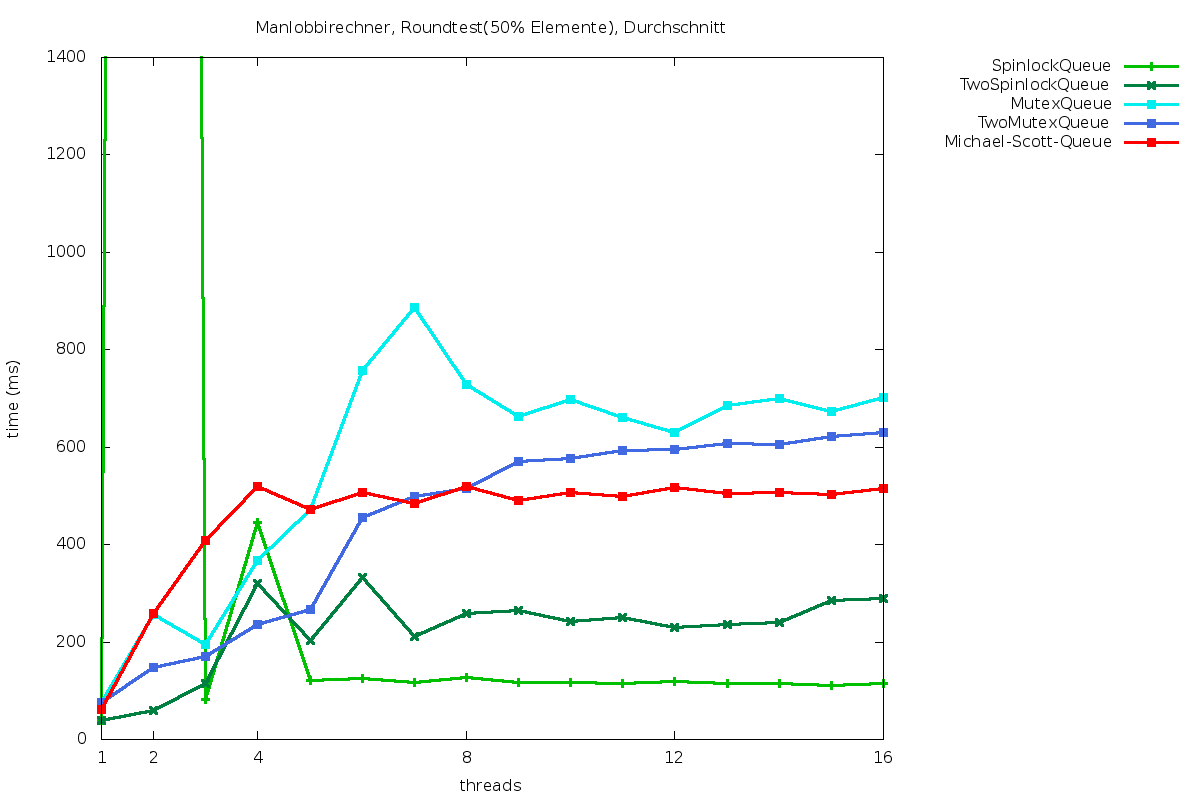 Manlobbirechner, Roundtest(50% Elemente), Durchschnitt
1400
1200
1000
800
600
400
200
0
time (ms)
1 2 4 8 12 16
threads
SpinlockQueue
TwoSpinlockQueue
MutexQueue
TwoMutexQueue
Michael-Scott-Queue